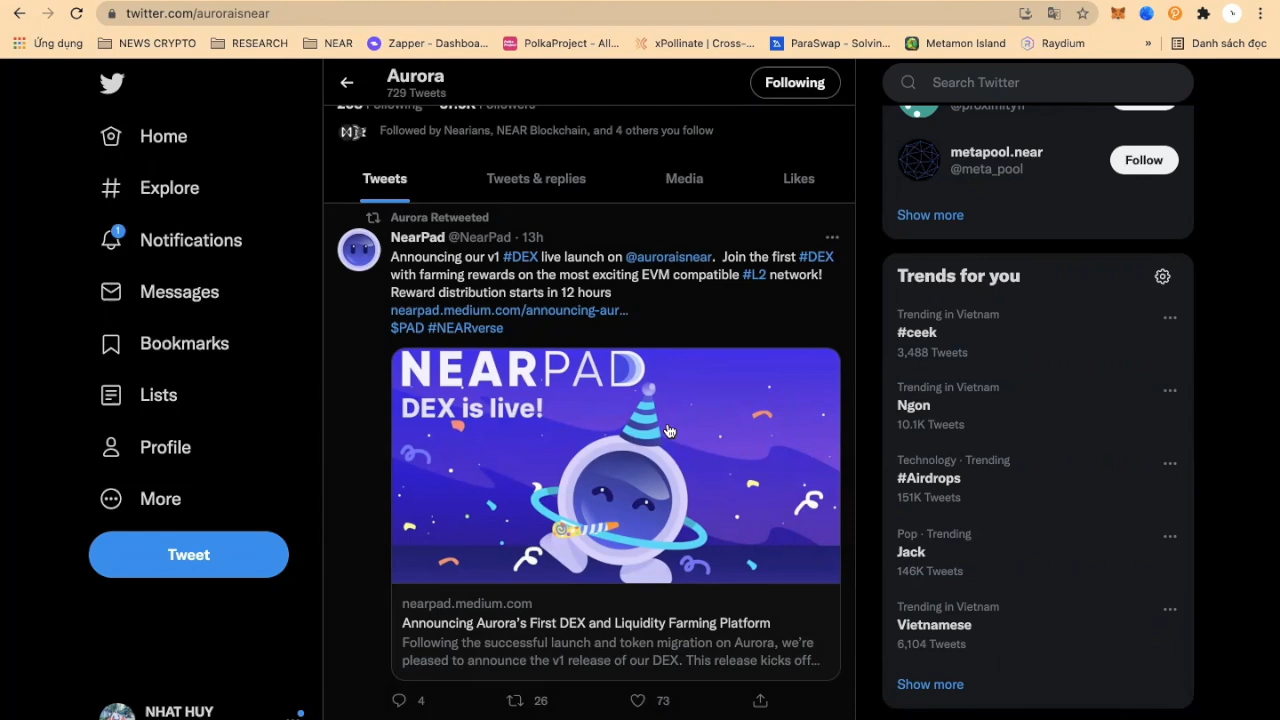 twitter.com/auroraisnear
Ứng dụng
NEWS CRYPTO
RESEARCH
NEAR
Zapper - Dashboa...
PolkaProject - All...
xPollinate | Cross-...
ParaSwap - Solvin...
Metamon Island
Raydium
»
Danh sách đọc
Home
Explore
1
Notifications
Messages
Bookmarks
Lists
Profile
More
Tweet
NHAT HUY
Aurora
729 Tweets
Following
Followed by Nearians, NEAR Blockchain, and 4 others you follow
Tweets
Tweets & replies
Media
Likes
Aurora Retweeted
NearPad @NearPad · 13h
Announcing our v1 #DEX live launch on @auroraisnear. Join the first #DEX
with farming rewards on the most exciting EVM compatible #L2 network!
Reward distribution starts in 12 hours
nearpad.medium.com/announcing-aur...
$PAD #NEARverse
NEARPAD
DEX is live!
nearpad.medium.com
Announcing Aurora's First DEX and Liquidity Farming Platform
Following the successful launch and token migration on Aurora, we're
pleased to announce the v1 release of our DEX. This release kicks off...
4
26
73
Search Twitter
metapool.near
@meta_pool
Follow
Show more
Trends for you
Trending in Vietnam
#ceek
3,488 Tweets
Trending in Vietnam
Ngon
10.1K Tweets
Technology · Trending
#Airdrops
151K Tweets
Pop · Trending
Jack
146K Tweets
Trending in Vietnam
Vietnamese
6,104 Tweets
Show more